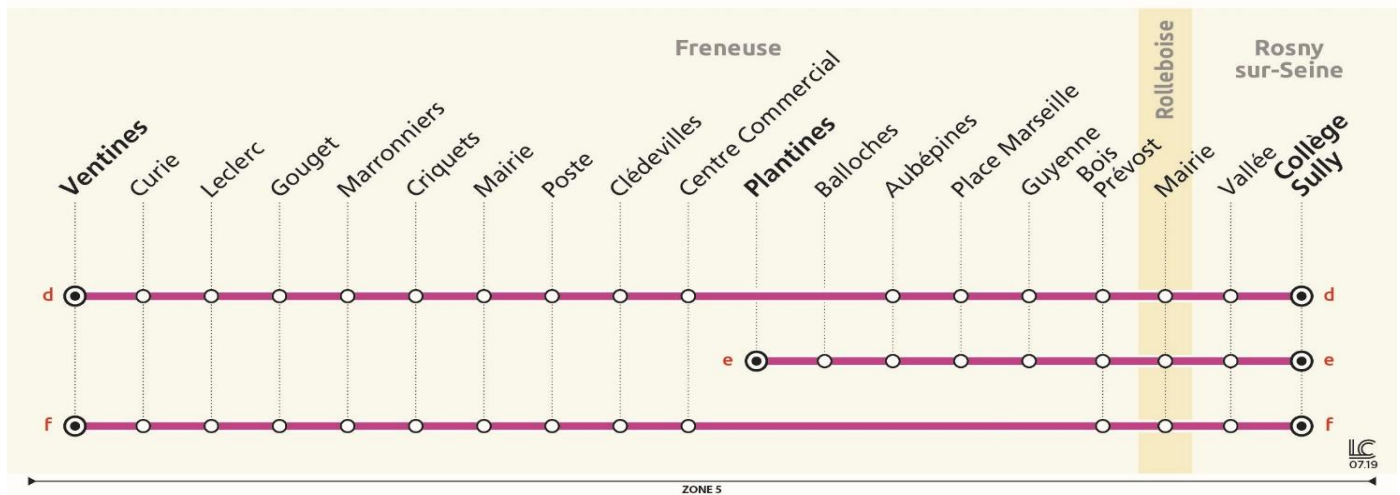 Freneuse
Rolleboise
Rosny
sur-Seine
Ventines
Curie
Leclerc
Gouget
Marronniers
Criquets
Mairie
Poste
Clédevilles
Centre Commercial
Plantines
Balloches
Aubépines
Place Marseille
Guyenne
Bois
Prévost
Mairie
Vallée
Collège
Sully
d
d
e
e
f
f
LC
07.19
ZONE 5